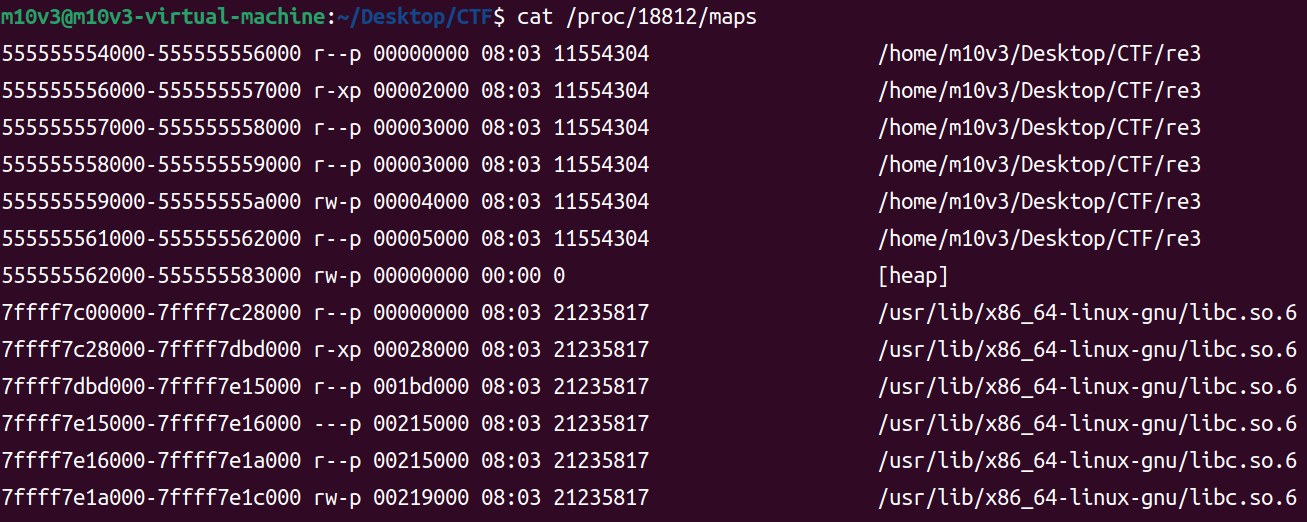 m10v3@m10v3-virtual-machine:~/Desktop/CTF$ cat /proc/18812/maps
555555554000-555555556000 r--p 00000000 08:03 11554304                   /home/m10v3/Desktop/CTF/re3
555555556000-555555557000 r-xp 00002000 08:03 11554304                   /home/m10v3/Desktop/CTF/re3
555555557000-555555558000 r--p 00003000 08:03 11554304                   /home/m10v3/Desktop/CTF/re3
555555558000-555555559000 r--p 00003000 08:03 11554304                   /home/m10v3/Desktop/CTF/re3
555555559000-55555555a000 rw-p 00004000 08:03 11554304                   /home/m10v3/Desktop/CTF/re3
555555561000-555555562000 r--p 00005000 08:03 11554304                   /home/m10v3/Desktop/CTF/re3
555555562000-555555583000 rw-p 00000000 00:00 0                          [heap]
7ffff7c00000-7ffff7c28000 r--p 00000000 08:03 21235817                   /usr/lib/x86_64-linux-gnu/libc.so.6
7ffff7c28000-7ffff7dbd000 r-xp 00028000 08:03 21235817                   /usr/lib/x86_64-linux-gnu/libc.so.6
7ffff7dbd000-7ffff7e15000 r--p 001bd000 08:03 21235817                   /usr/lib/x86_64-linux-gnu/libc.so.6
7ffff7e15000-7ffff7e16000 ---p 00215000 08:03 21235817                   /usr/lib/x86_64-linux-gnu/libc.so.6
7ffff7e16000-7ffff7e1a000 r--p 00215000 08:03 21235817                   /usr/lib/x86_64-linux-gnu/libc.so.6
7ffff7e1a000-7ffff7e1c000 rw-p 00219000 08:03 21235817                   /usr/lib/x86_64-linux-gnu/libc.so.6